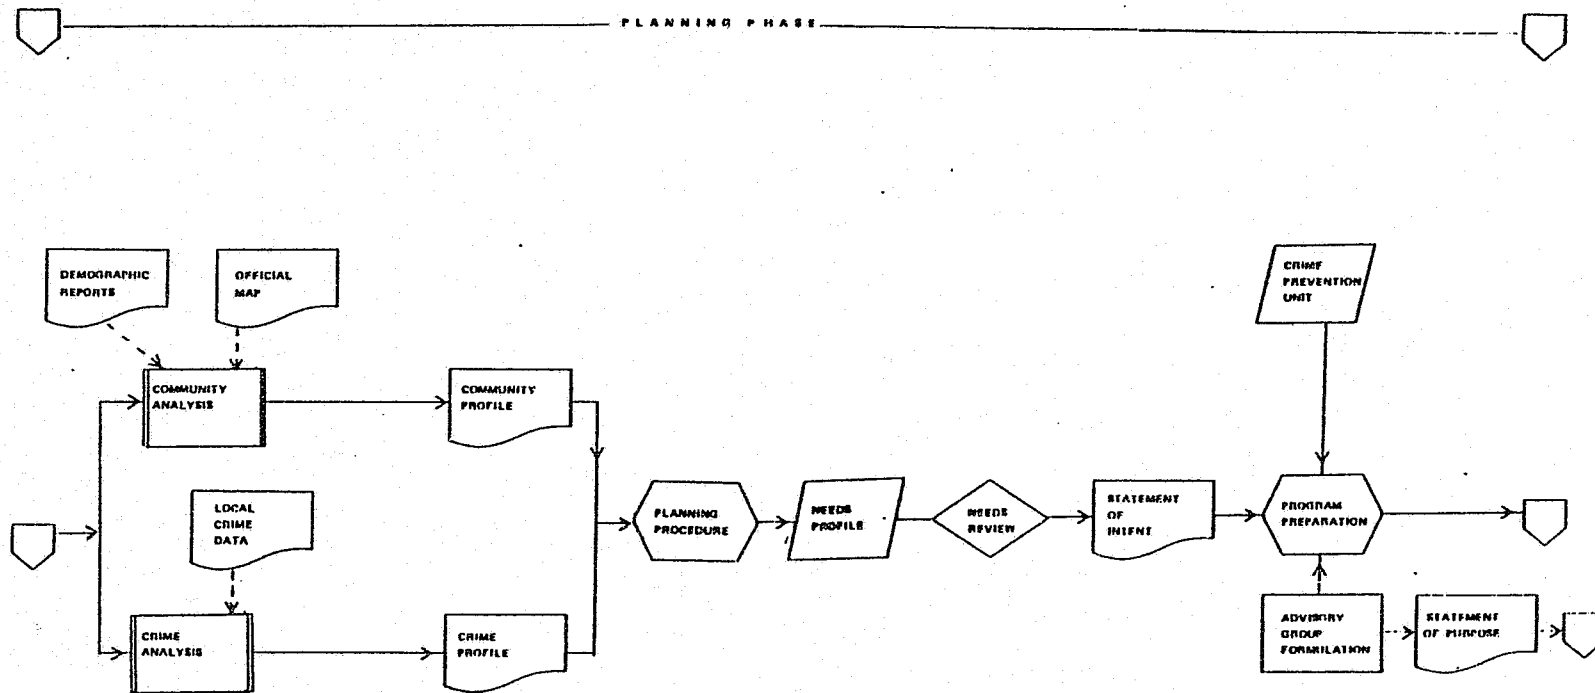 PLANNING PHASE
DEMOGRAPHIC
REPORTS
OFFICIAL
MAP
CRIME
PREVENTION
UNIT
COMMUNITY
ANALYSIS
COMMUNITY
PROFILE
LOCAL
CRIME
DATA
PLANNING
PROCEDURE
NEEDS
PROFILE
NEEDS
REVIEW
STATEMENT
OF
INTENT
PROGRAM
PREPARATION
CRIME
ANALYSIS
CRIME
PROFILE
ADVISORY
GROUP
FORMULATION
STATEMENT
OF PURPOSE